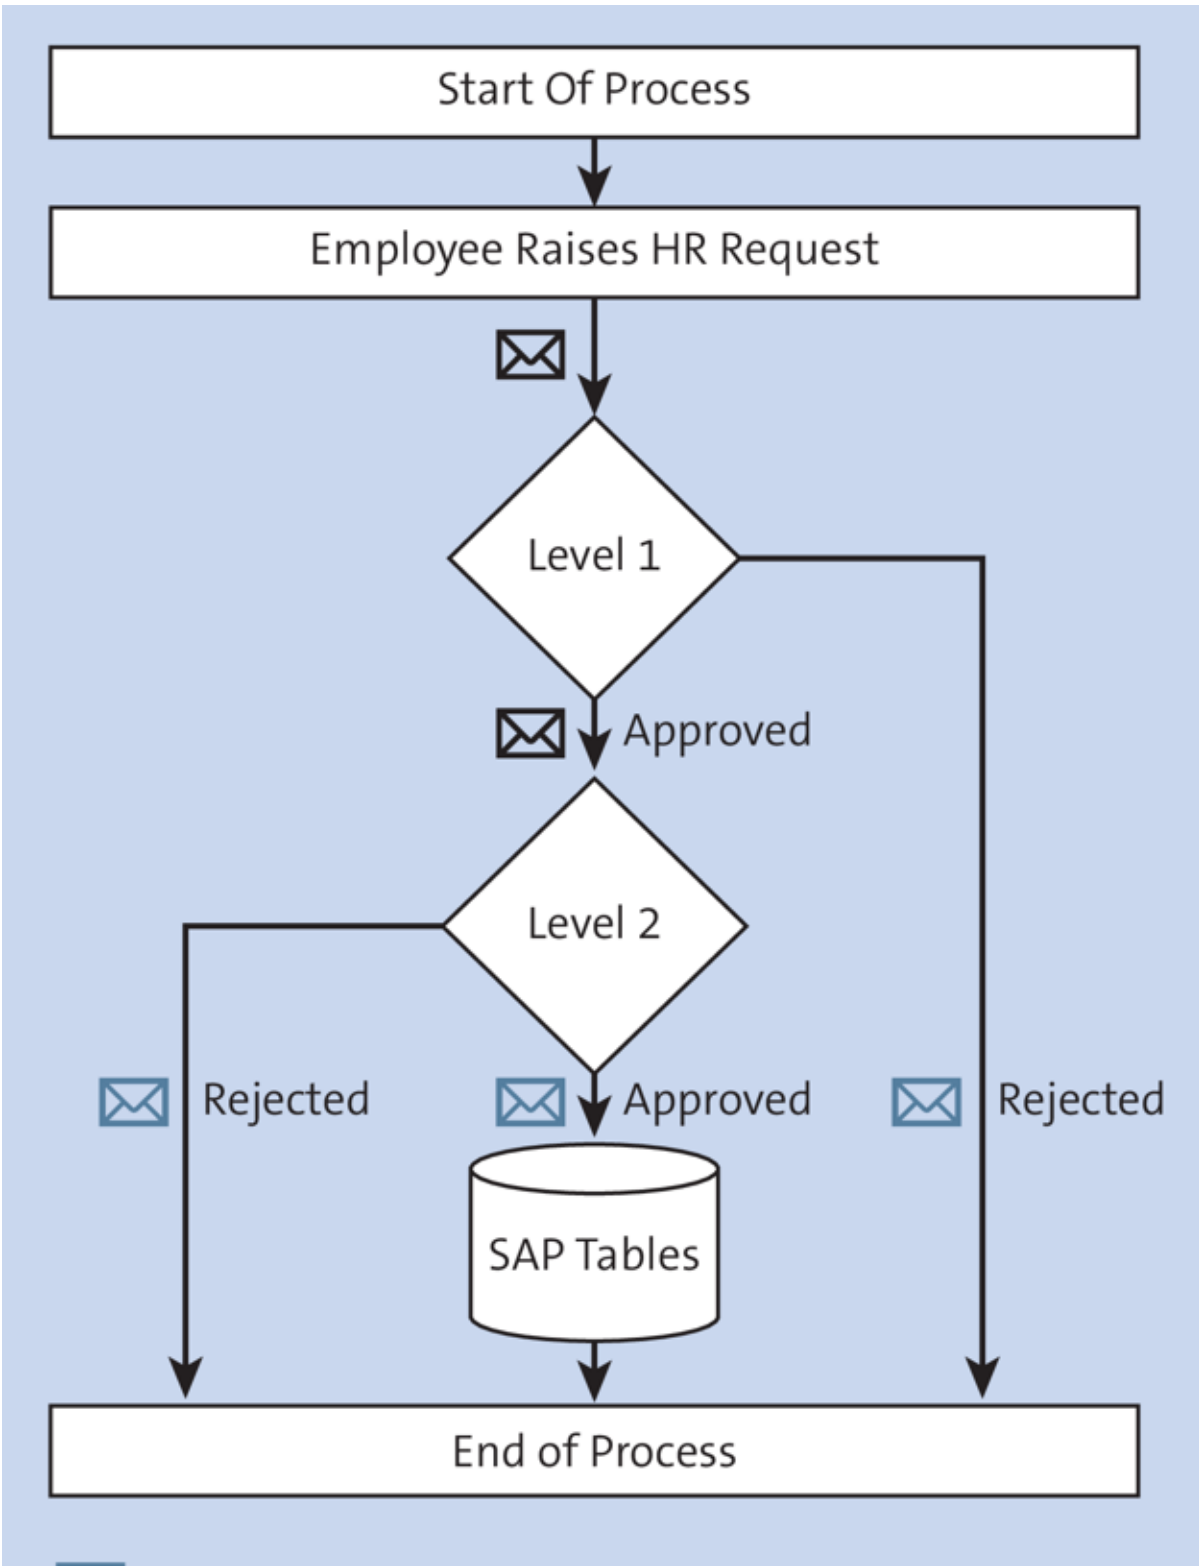 Start Of Process
Employee Raises HR Request
Level 1
Approved
Level 2
Rejected
Approved
Rejected
SAP Tables
End of Process